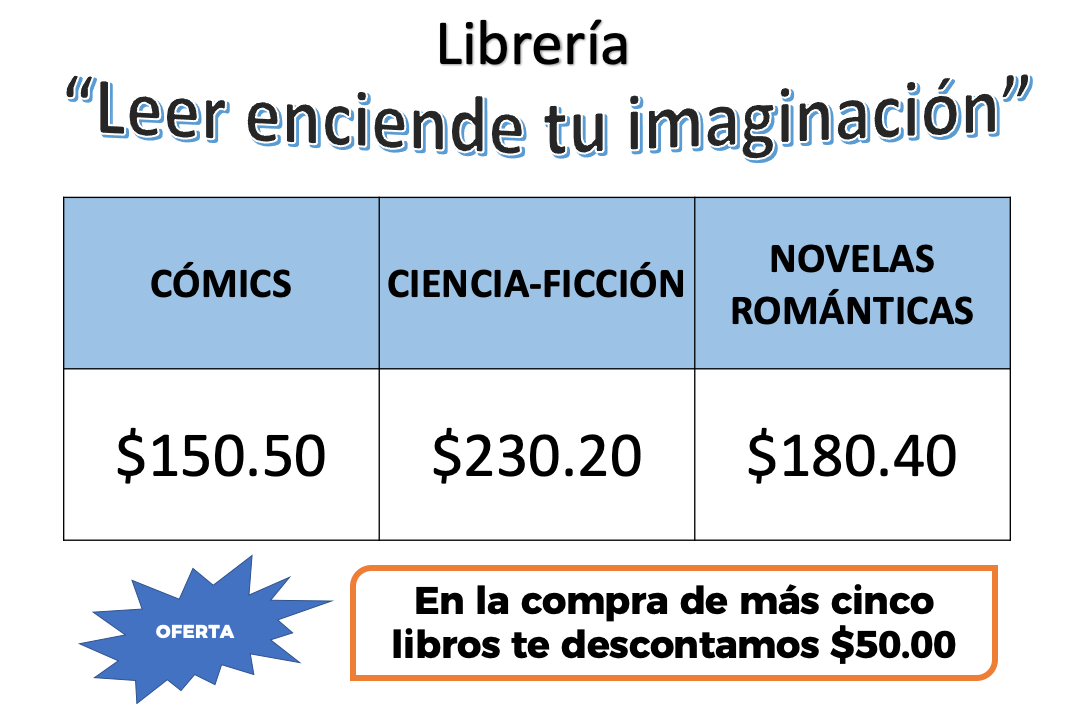 Librería
“Leer enciende tu imaginación”
CÓMICS
CIENCIA-FICCIÓN
NOVELAS
ROMÁNTICAS
$150.50
$230.20
$180.40
OFERTA
En la compra de más cinco
libros te descontamos $50.00